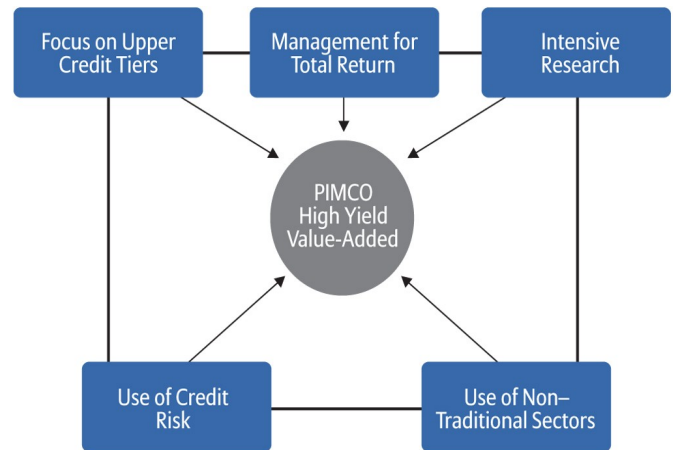 Focus on Upper
Credit Tiers
Management for
Total Return
Intensive
Research
PIMCO
High Yield
Value-Added
Use of Credit
Risk
Use of Non–
Traditional Sectors